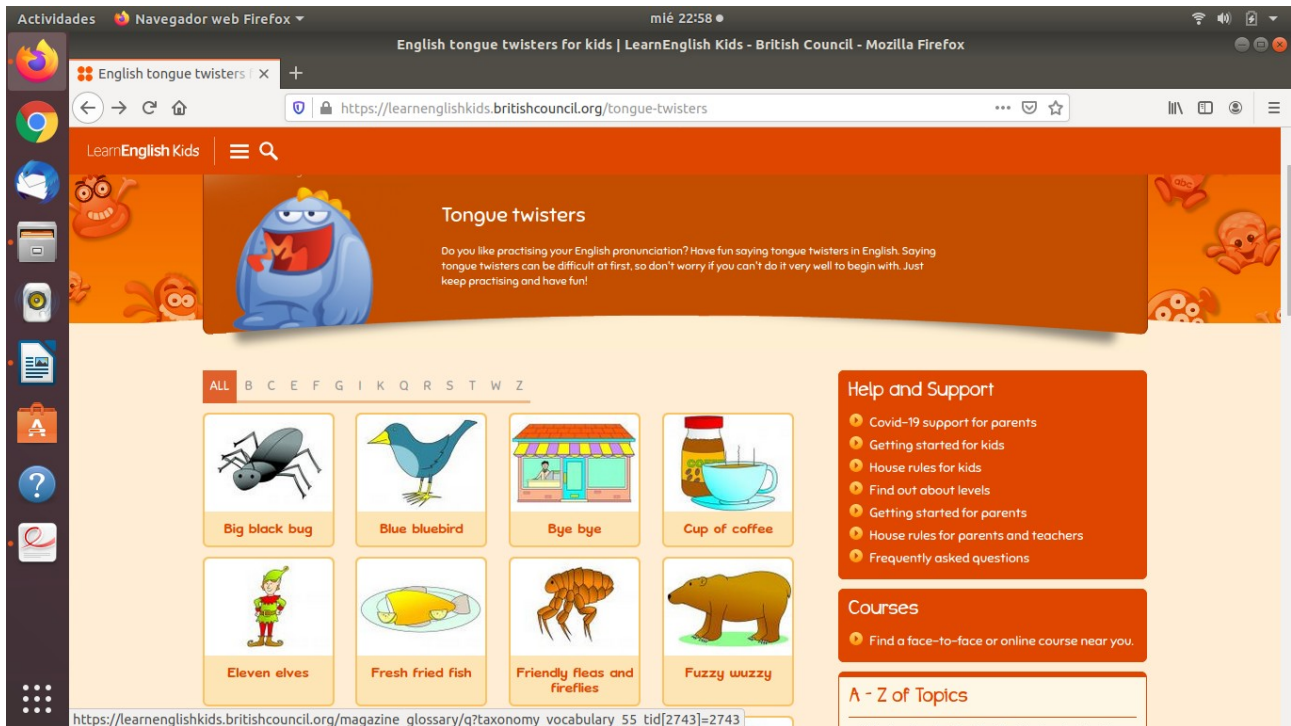 Actividades Navegador web Firefox mié 22:58
English tongue twisters for kids | LearnEnglish Kids - British Council - Mozilla Firefox
English tongue twisters
https://learnenglishkids.britishcouncil.org/tongue-twisters
LearnEnglish Kids
abc
Tongue twisters
Do you like practising your English pronunciation? Have fun saying tongue twisters in English. Saying
tongue twisters can be difficult at first, so don't worry if you can't do it very well to begin with. Just
keep practising and have fun!
ALL B C E F G I K Q R S T W Z
Big black bug
Blue bluebird
Bye bye
Cup of coffee
Eleven elves
Fresh fried fish
Friendly fleas and
fireflies
Fuzzy wuzzy
Help and Support
Covid-19 support for parents
Getting started for kids
House rules for kids
Find out about levels
Getting started for parents
House rules for parents and teachers
Frequently asked questions
Courses
Find a face-to-face or online course near you.
A - Z of Topics
https://learnenglishkids.britishcouncil.org/magazine_glossary/q?taxonomy_vocabulary_55_tid[2743]=2743